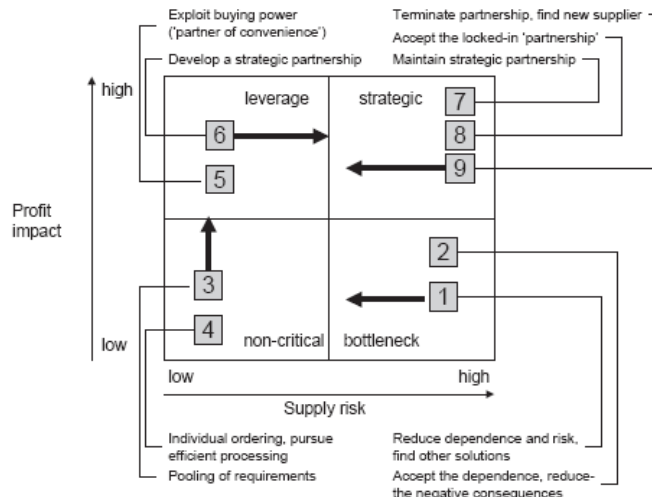 Exploit buying power
('partner of convenience')
Develop a strategic partnership
Terminate partnership, find new supplier
Accept the locked-in 'partnership'
Maintain strategic partnership
high
leverage
strategic
7
6
8
5
9
Profit
impact
2
3
1
4
low
non-critical
bottleneck
low
high
Supply risk
Individual ordering, pursue
efficient processing
Pooling of requirements
Reduce dependence and risk,
find other solutions
Accept the dependence, reduce-
the negative consequences